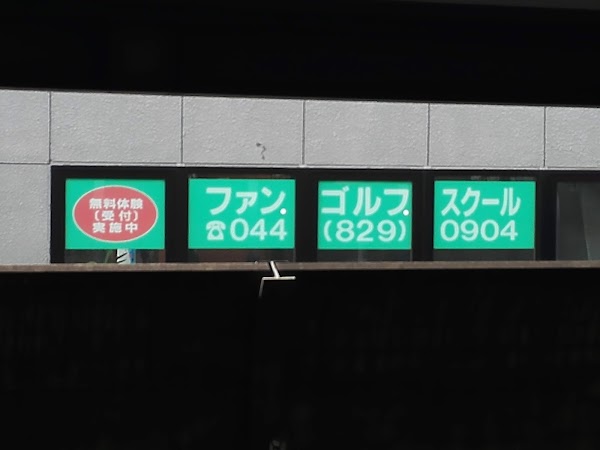 無料体験
(受付)
実施中
ファン ゴルフ スクール
☎044 (829) 0904